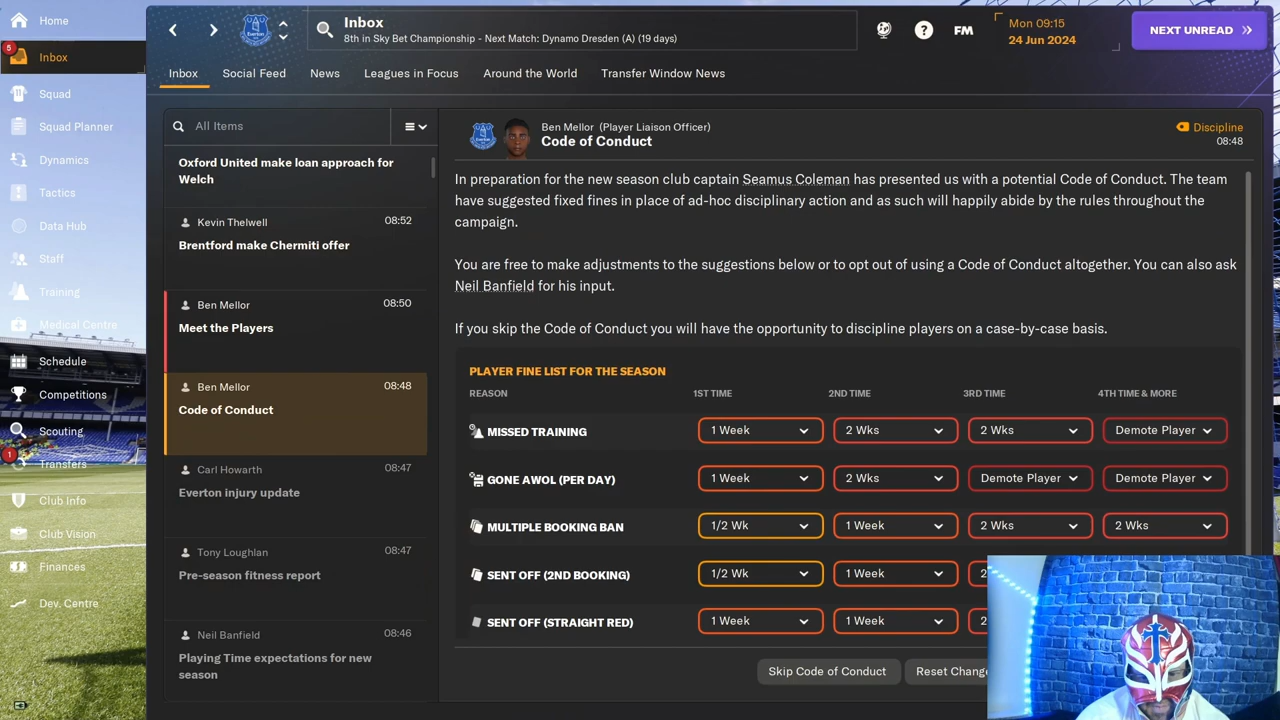 Home
5
Inbox
Squad
Squad Planner
Dynamics
Tactics
Data Hub
Staff
Training
Medical Centre
Schedule
Competitions
Scouting
1
Transfers
Club Info
Club Vision
Finances
Dev. Centre
Everton
Inbox
8th in Sky Bet Championship - Next Match: Dynamo Dresden (A) (19 days)
?
FM
Mon 09:15
24 Jun 2024
NEXT UNREAD
Inbox
Social Feed
News
Leagues in Focus
Around the World
Transfer Window News
All Items
Oxford United make loan approach for
Welch
Kevin Thelwell 08:52
Brentford make Chermiti offer
Ben Mellor 08:50
Meet the Players
Ben Mellor 08:48
Code of Conduct
Carl Howarth 08:47
Everton injury update
Tony Loughlan 08:47
Pre-season fitness report
Neil Banfield 08:46
Playing Time expectations for new
season
Ben Mellor (Player Liaison Officer)
Code of Conduct
Discipline
08:48
In preparation for the new season club captain Seamus Coleman has presented us with a potential Code of Conduct. The team
have suggested fixed fines in place of ad-hoc disciplinary action and as such will happily abide by the rules throughout the
campaign.
You are free to make adjustments to the suggestions below or to opt out of using a Code of Conduct altogether. You can also ask
Neil Banfield for his input.
If you skip the Code of Conduct you will have the opportunity to discipline players on a case-by-case basis.
PLAYER FINE LIST FOR THE SEASON
REASON 1ST TIME 2ND TIME 3RD TIME 4TH TIME & MORE
MISSED TRAINING 1 Week 2 Wks 2 Wks Demote Player
GONE AWOL (PER DAY) 1 Week 2 Wks Demote Player Demote Player
MULTIPLE BOOKING BAN 1/2 Wk 1 Week 2 Wks 2 Wks
SENT OFF (2ND BOOKING) 1/2 Wk 1 Week 2
SENT OFF (STRAIGHT RED) 1 Week 1 Week 2
Skip Code of Conduct
Reset Change